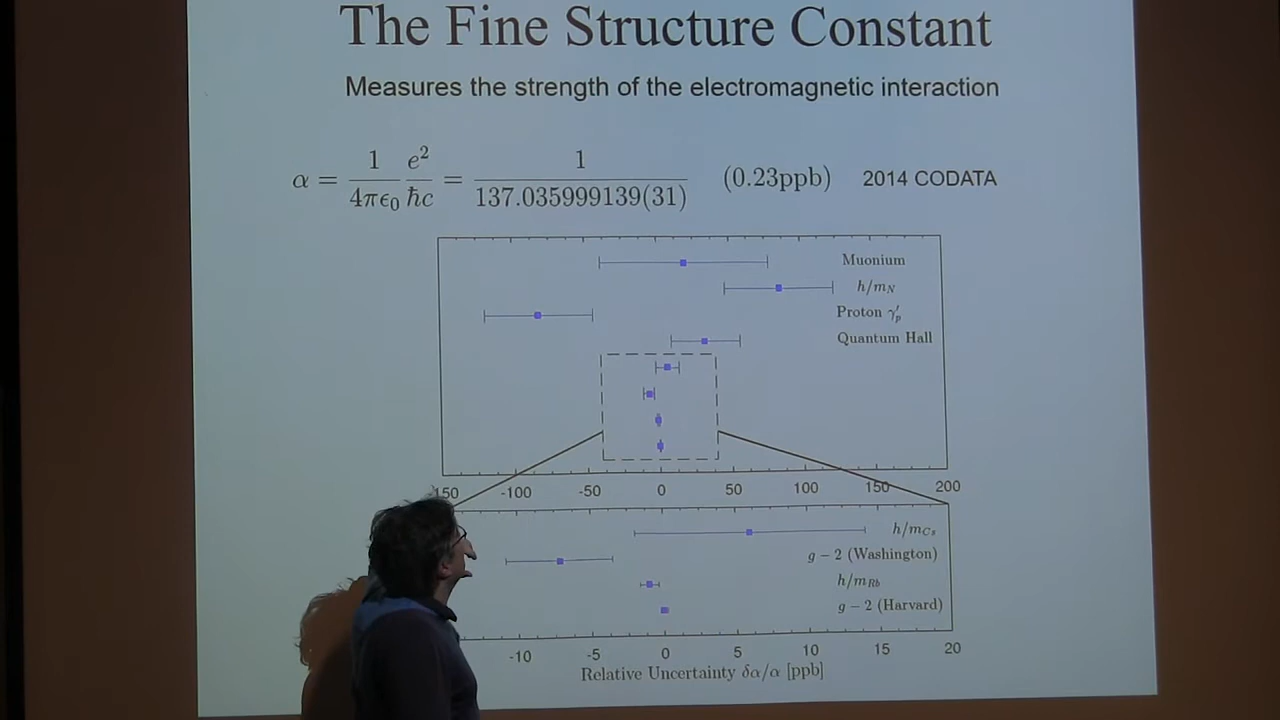 The Fine Structure Constant
Measures the strength of the electromagnetic interaction
α = 1/4πϵ₀ e²/ħc = 1/137.035999139(31) (0.23ppb) 2014 CODATA
Muonium
h/m_N
Proton γ′_p
Quantum Hall
150 -100 -50 0 50 100 150 200
h/m_Cs
g − 2 (Washington)
h/m_Rb
g − 2 (Harvard)
-10 -5 0 5 10 15 20
Relative Uncertainty δα/α [ppb]